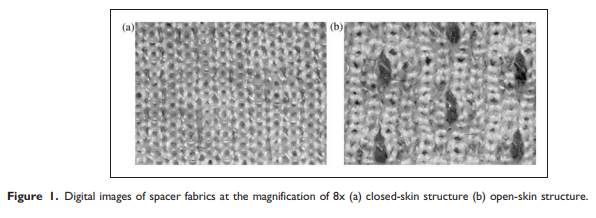 (a)
(b)
Figure 1. Digital images of spacer fabrics at the magnification of 8x (a) closed-skin structure (b) open-skin structure.